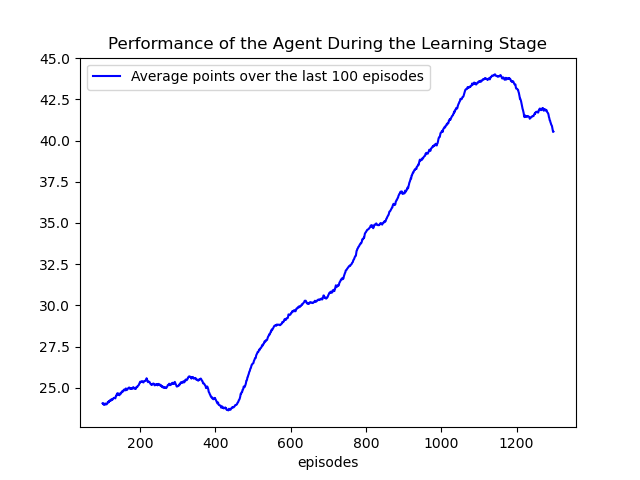 Performance of the Agent During the Learning Stage
Average points over the last 100 episodes
45.0
42.5
40.0
37.5
35.0
32.5
30.0
27.5
25.0
200 400 600 800 1000 1200
episodes